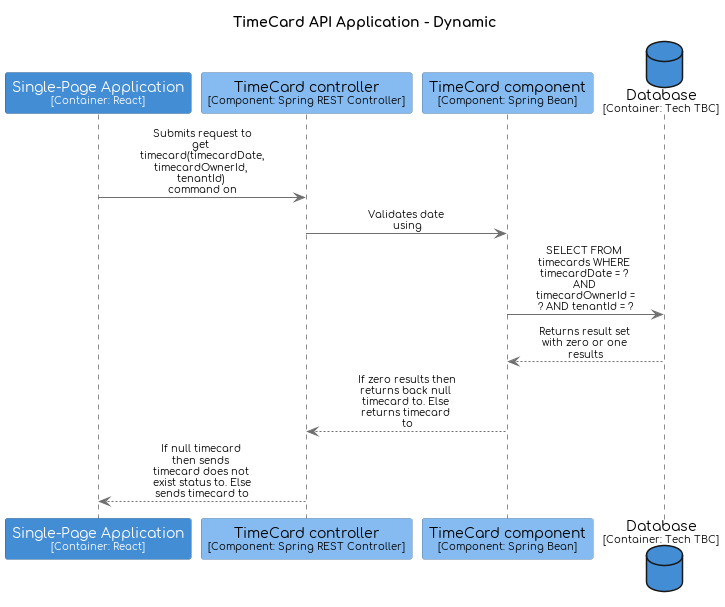 TimeCard API Application - Dynamic
Single-Page Application
[Container: React]
TimeCard controller
[Component: Spring REST Controller]
TimeCard component
[Component: Spring Bean]
Database
[Container: Tech TBC]
Submits request to
get
timecard(timecardDate,
timecardOwnerId,
tenantId)
command on
Validates date
using
SELECT FROM
timecards WHERE
timecardDate = ?
AND
timecardOwnerId =
? AND tenantId = ?
Returns result set
with zero or one
results
If zero results then
returns back null
timecard to. Else
returns timecard
to
If null timecard
then sends
timecard does not
exist status to. Else
sends timecard to
Single-Page Application
[Container: React]
TimeCard controller
[Component: Spring REST Controller]
TimeCard component
[Component: Spring Bean]
Database
[Container: Tech TBC]